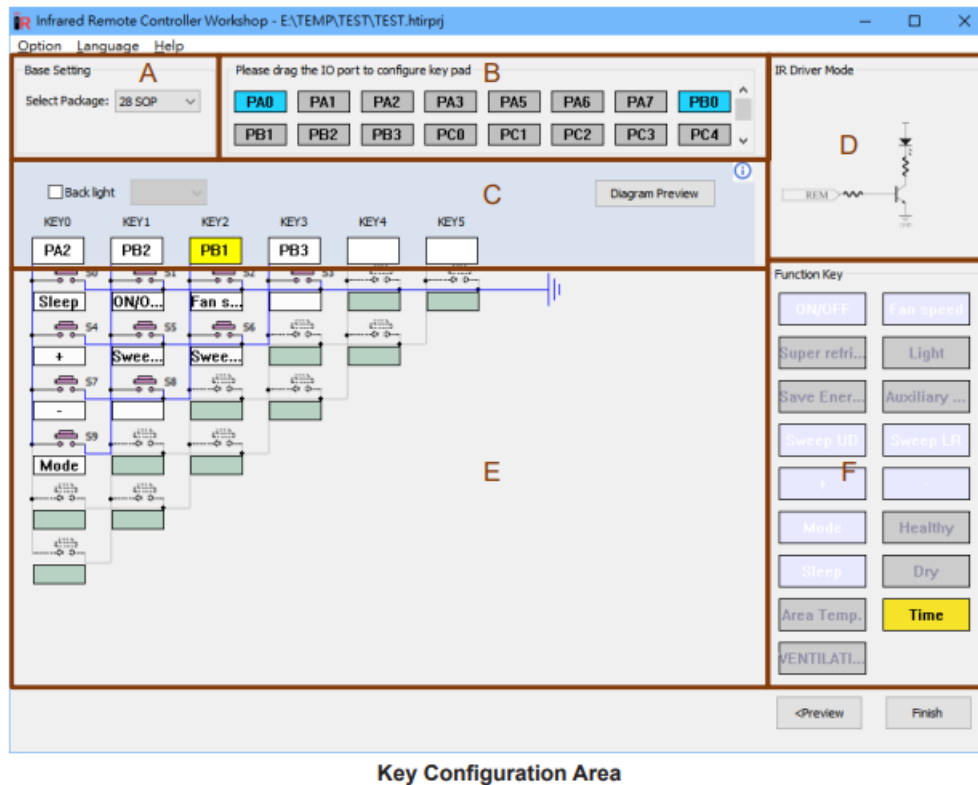 Infrared Remote Controller Workshop - E:\TEMP\TEST\TEST.htirprj
Option Language Help
Base Setting A
Select Package: 28 SOP
Please drag the IO port to configure key pad B
PA0 PA1 PA2 PA3 PA5 PA6 PA7 PB0
PB1 PB2 PB3 PC0 PC1 PC2 PC3 PC4
IR Driver Mode
D
REM
Back light C Diagram Preview
KEY0 KEY1 KEY2 KEY3 KEY4 KEY5
PA2 PB2 PB1 PB3
S0 S1 S2 S3
Sleep ON/O... Fan s...
S4 S5 S6
+ Swee... Swee...
S7 S8
-
S9
Mode
E
Function Key
ON/OFF Fan speed
Super refri... Light
Save Ener... Auxiliary ...
Sweep UD Sweep LR
+ F -
Mode Healthy
Sleep Dry
Area Temp. Time
VENTILATI...
<Preview Finish
Key Configuration Area